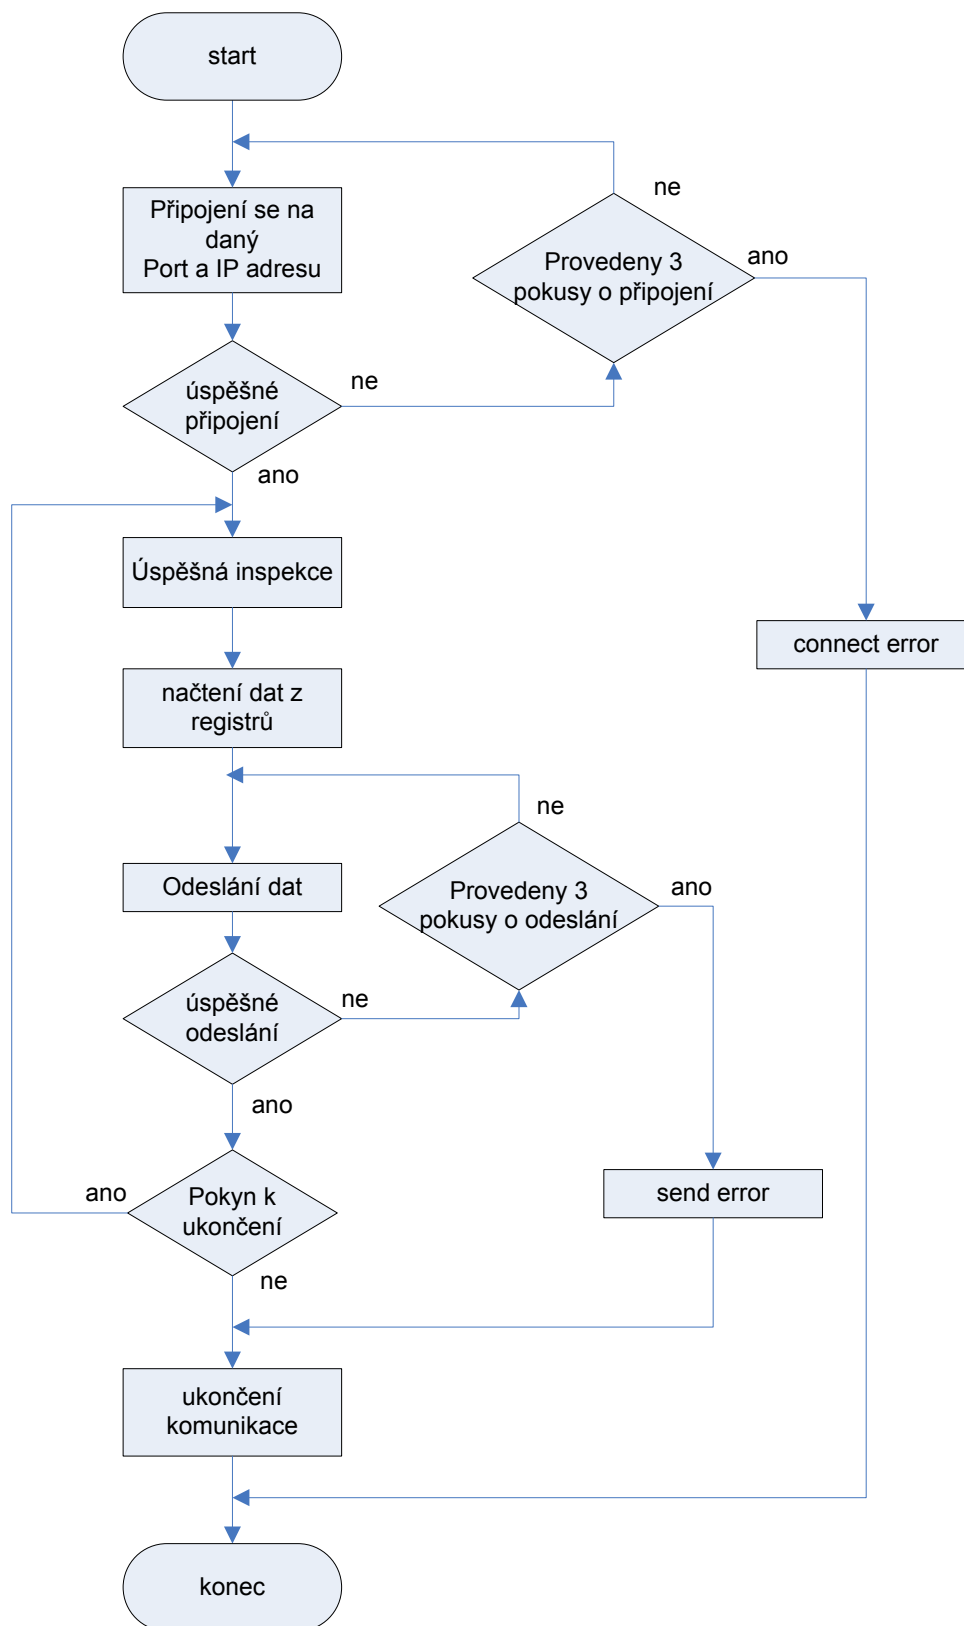 start
ne
Připojení se na
daný
Port a IP adresu
Provedeny 3
pokusy o připojení
ano
úspěšné
připojení
ne
ano
Úspěšná inspekce
connect error
načtení dat z
registrů
ne
Odeslání dat
Provedeny 3
pokusy o odeslání
ano
úspěšné
odeslání
ne
ano
ano
Pokyn k
ukončení
send error
ne
ukončení
komunikace
konec